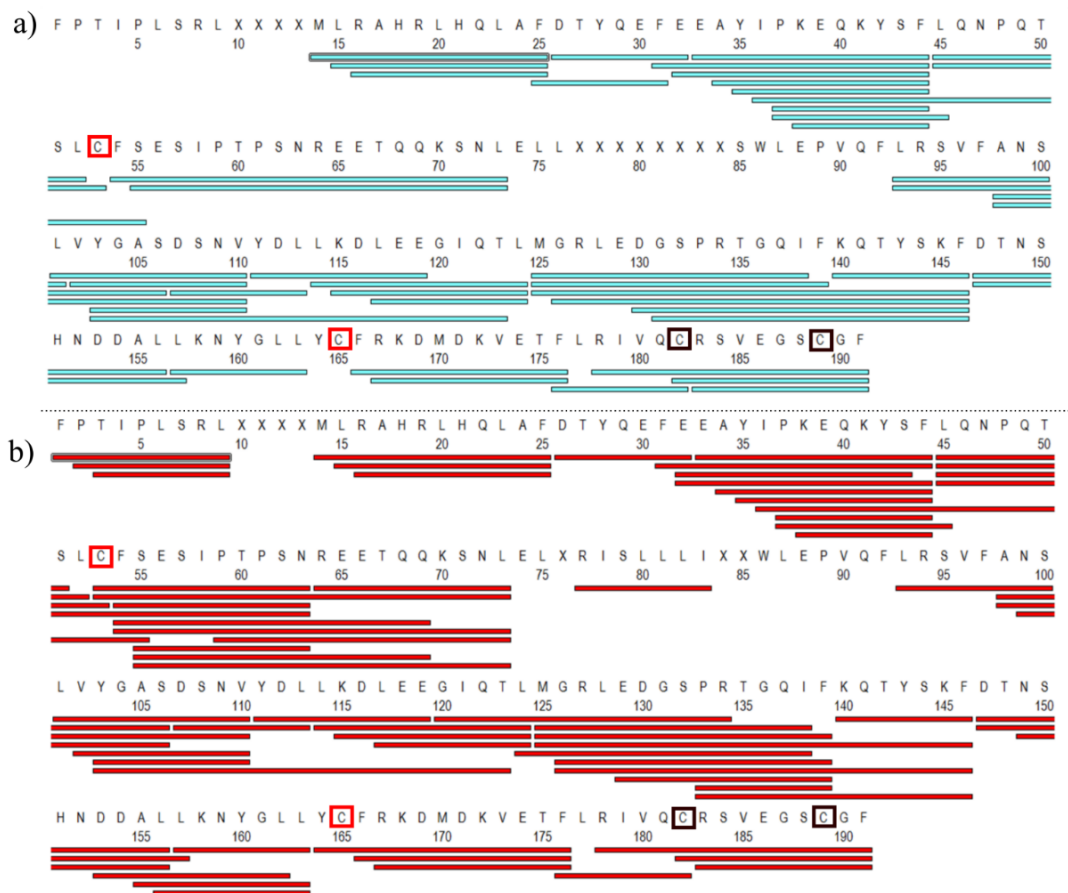 a) F P T I P L S R L X X X X M L R A H R L H Q L A F D T Y Q E F E E A Y I P K E Q K Y S F L Q N P Q T
5 10 15 20 25 30 35 40 45 50
S L C F S E S I P T P S N R E E T Q Q K S N L E L L X X X X X X X X S W L E P V Q F L R S V F A N S
55 60 65 70 75 80 85 90 95 100
L V Y G A S D S N V Y D L L K D L E E G I Q T L M G R L E D G S P R T G Q I F K Q T Y S K F D T N S
105 110 115 120 125 130 135 140 145 150
H N D D A L L K N Y G L L Y C F R K D M D K V E T F L R I V Q C R S V E G S C G F
155 160 165 170 175 180 185 190
b) F P T I P L S R L X X X X M L R A H R L H Q L A F D T Y Q E F E E A Y I P K E Q K Y S F L Q N P Q T
5 10 15 20 25 30 35 40 45 50
S L C F S E S I P T P S N R E E T Q Q K S N L E L X R I S L L L I X X W L E P V Q F L R S V F A N S
55 60 65 70 75 80 85 90 95 100
L V Y G A S D S N V Y D L L K D L E E G I Q T L M G R L E D G S P R T G Q I F K Q T Y S K F D T N S
105 110 115 120 125 130 135 140 145 150
H N D D A L L K N Y G L L Y C F R K D M D K V E T F L R I V Q C R S V E G S C G F
155 160 165 170 175 180 185 190